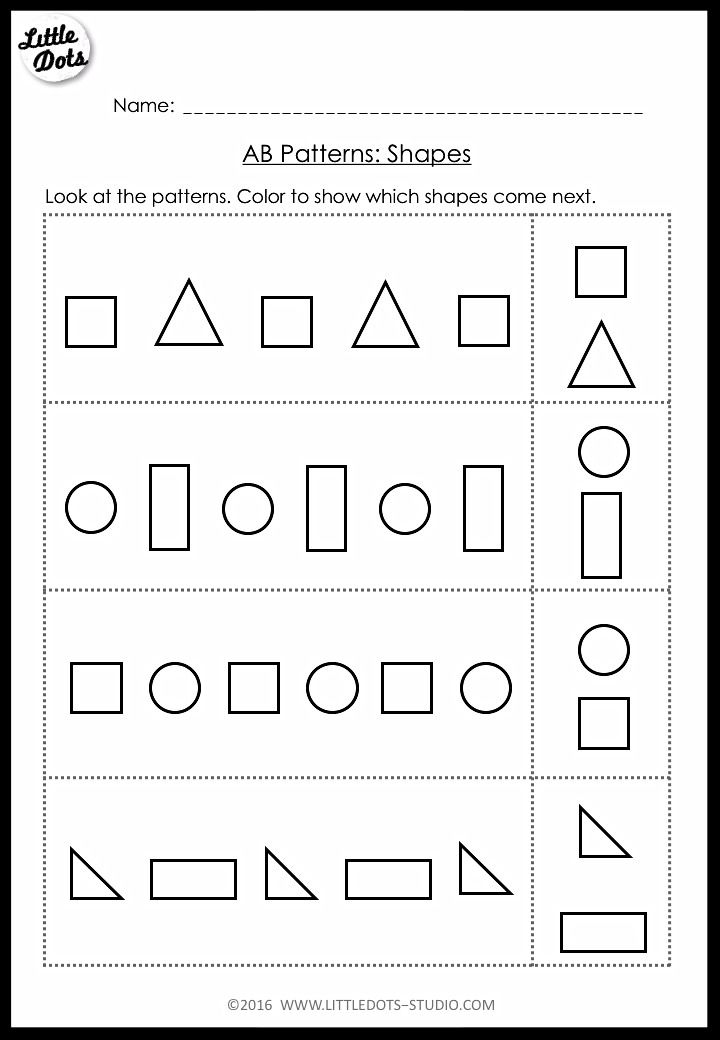 Little
Dots
Name: __________________________________________
AB Patterns: Shapes
Look at the patterns. Color to show which shapes come next.
©2016 WWW.LITTLEDOTS-STUDIO.COM